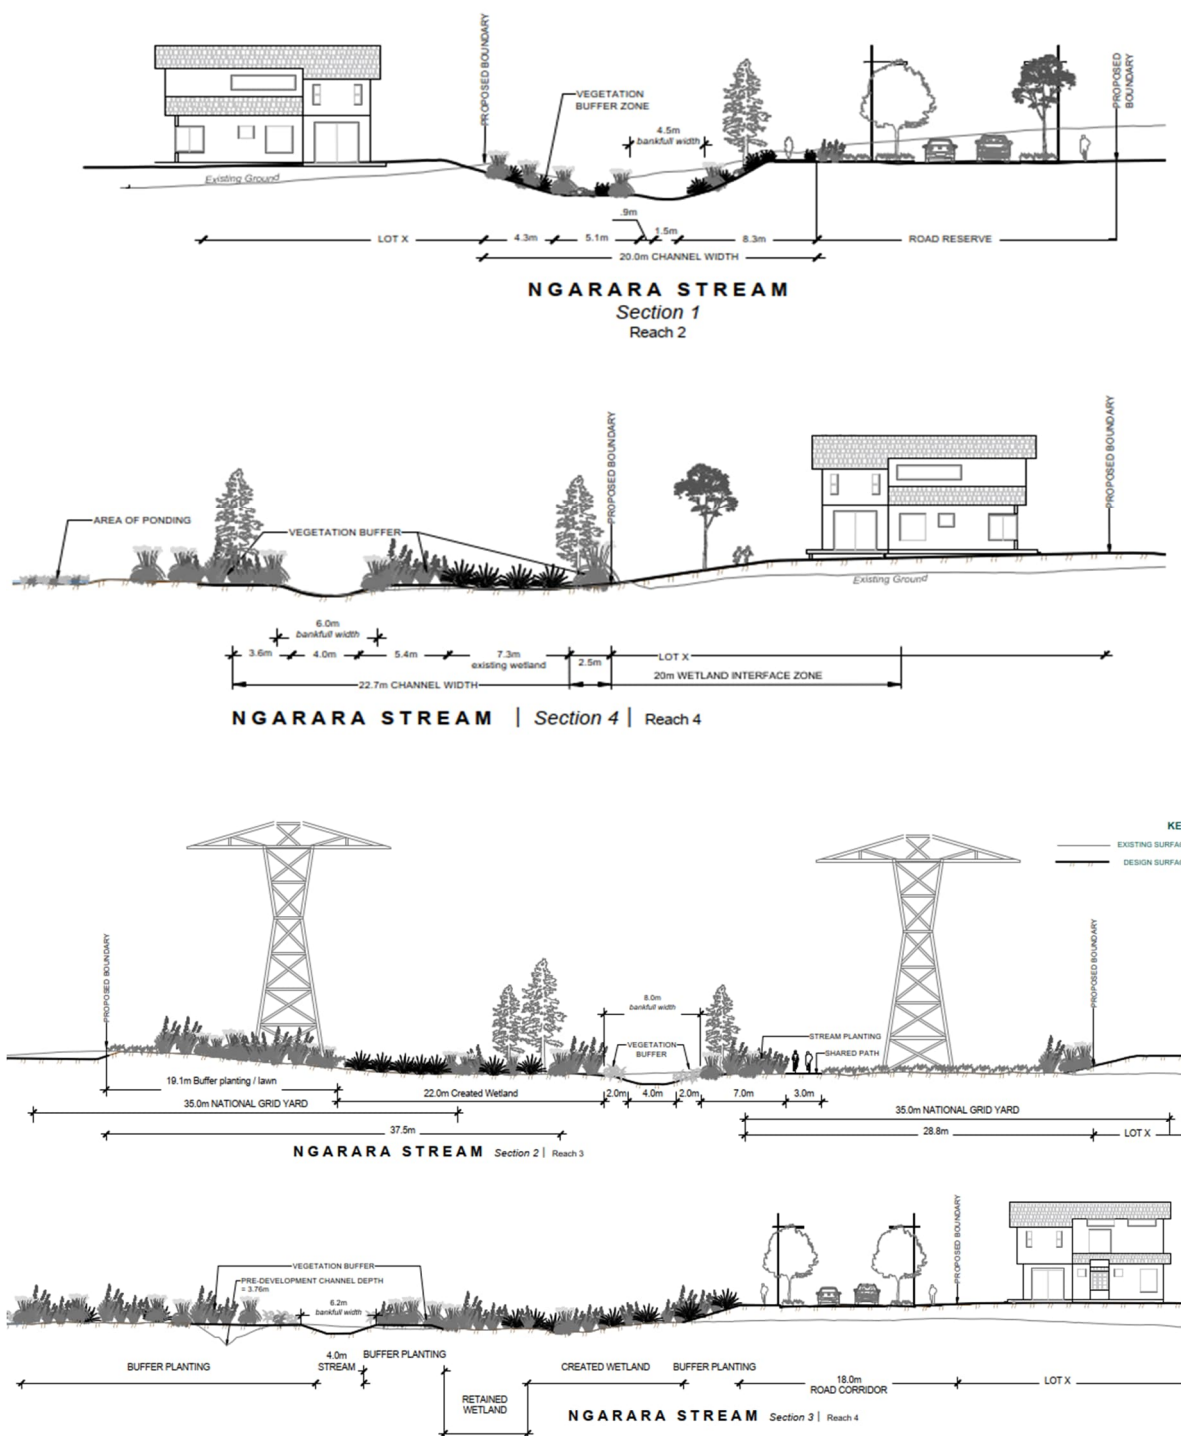 PROPOSED BOUNDARY
VEGETATION
BUFFER ZONE
4.5m
bankfull width
PROPOSED
BOUNDARY
Existing Ground
.9m
LOT X
4.3m
5.1m
1.5m
8.3m
ROAD RESERVE
20.0m CHANNEL WIDTH
NGARARA STREAM
Section 1
Reach 2
PROPOSED BOUNDARY
PROPOSED BOUNDARY
AREA OF PONDING
VEGETATION BUFFER
Existing Ground
6.0m
bankfull width
3.6m
4.0m
5.4m
7.3m
existing wetland
2.5m
LOT X
22.7m CHANNEL WIDTH
20m WETLAND INTERFACE ZONE
NGARARA STREAM | Section 4 | Reach 4
KE
EXISTING SURFA
DESIGN SURFA
PROPOSED BOUNDARY
PROPOSED BOUNDARY
8.0m
bankfull width
STREAM PLANTING
VEGETATION
BUFFER
SHARED PATH
19.1m Buffer planting / lawn
22.0m Created Wetland
2.0m
4.0m
2.0m
7.0m
3.0m
35.0m NATIONAL GRID YARD
35.0m NATIONAL GRID YARD
37.5m
28.8m
LOT X
NGARARA STREAM Section 2 | Reach 3
PROPOSED BOUNDARY
VEGETATION BUFFER
PRE-DEVELOPMENT CHANNEL DEPTH
= 3.76m
6.2m
bankfull width
BUFFER PLANTING
4.0m
STREAM
BUFFER PLANTING
CREATED WETLAND
BUFFER PLANTING
18.0m
ROAD CORRIDOR
LOT X
RETAINED
WETLAND
NGARARA STREAM Section 3 | Reach 4